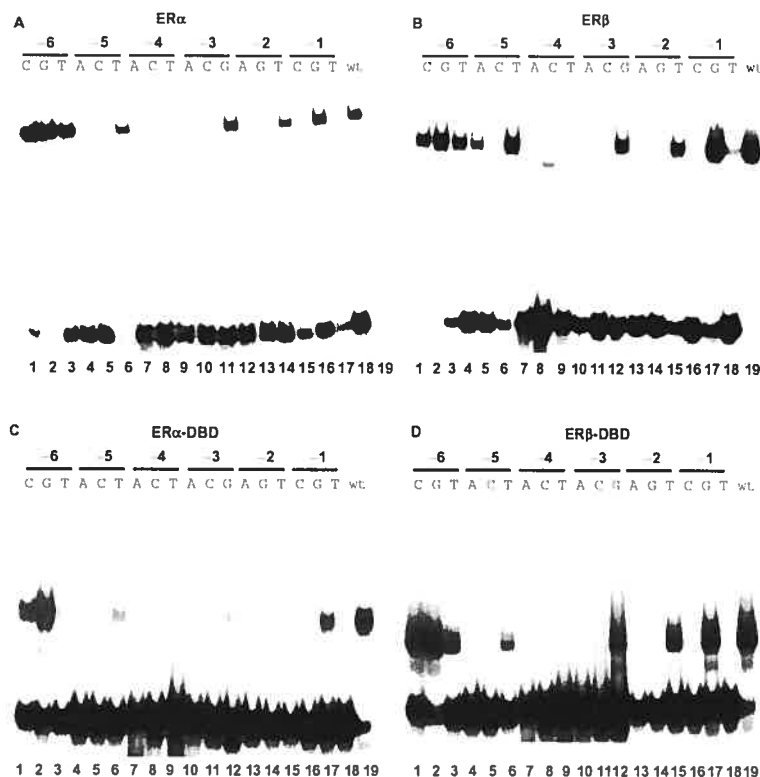 A ERα
-6 -5 -4 -3 -2 -1
C G T A C T A C T A C G A G T C G T wt
1 2 3 4 5 6 7 8 9 10 11 12 13 14 15 16 17 18 19
B ERβ
-6 -5 -4 -3 -2 -1
C G T A C T A C T A C G A G T C G T wt
1 2 3 4 5 6 7 8 9 10 11 12 13 14 15 16 17 18 19
C ERα-DBD
-6 -5 -4 -3 -2 -1
C G T A C T A C T A C G A G T C G T wt
1 2 3 4 5 6 7 8 9 10 11 12 13 14 15 16 17 18 19
D ERβ-DBD
-6 -5 -4 -3 -2 -1
C G T A C T A C T A C G A G T C G T wt
1 2 3 4 5 6 7 8 9 10 11 12 13 14 15 16 17 18 19